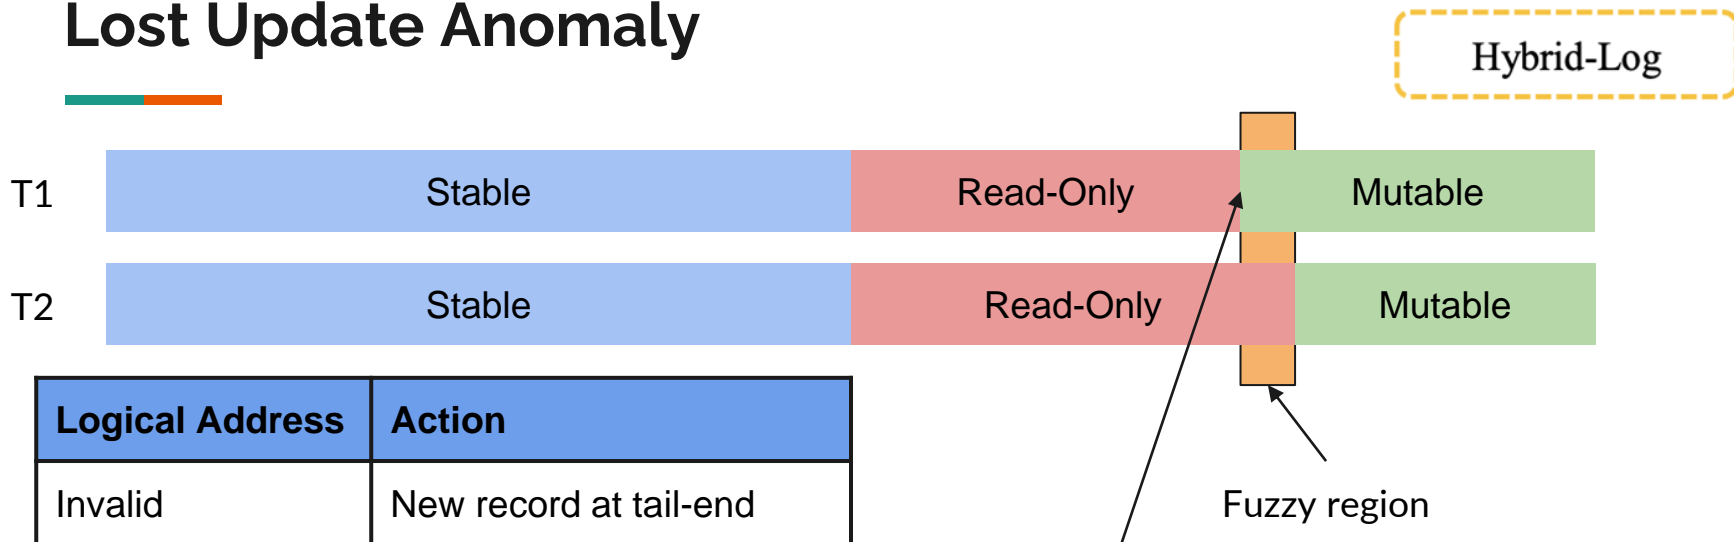 Lost Update Anomaly
Hybrid-Log
T1
Stable
Read-Only
Mutable
T2
Stable
Read-Only
Mutable
Logical Address
Action
Invalid
New record at tail-end
Fuzzy region